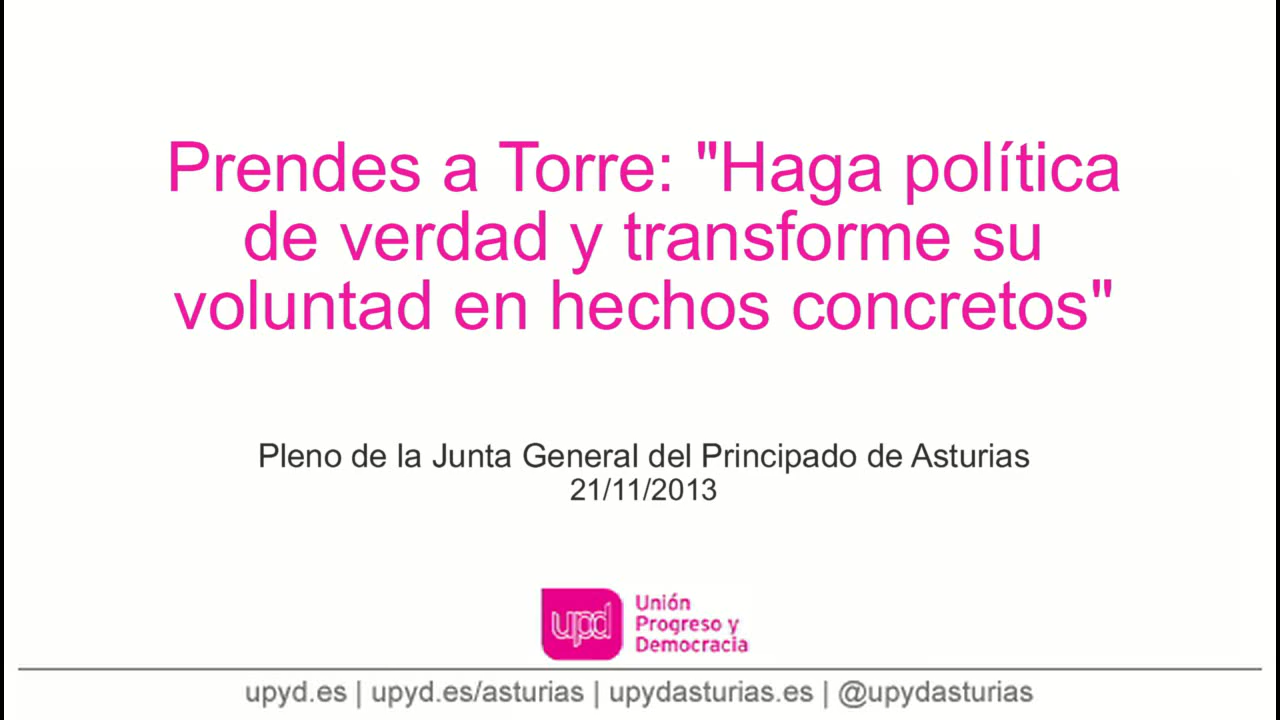 Prendes a Torre: "Haga política
de verdad y transforme su
voluntad en hechos concretos"
Pleno de la Junta General del Principado de Asturias
21/11/2013
upd
Unión
Progreso y
Democracia
upyd.es | upyd.es/asturias | upydasturias.es | @upydasturias